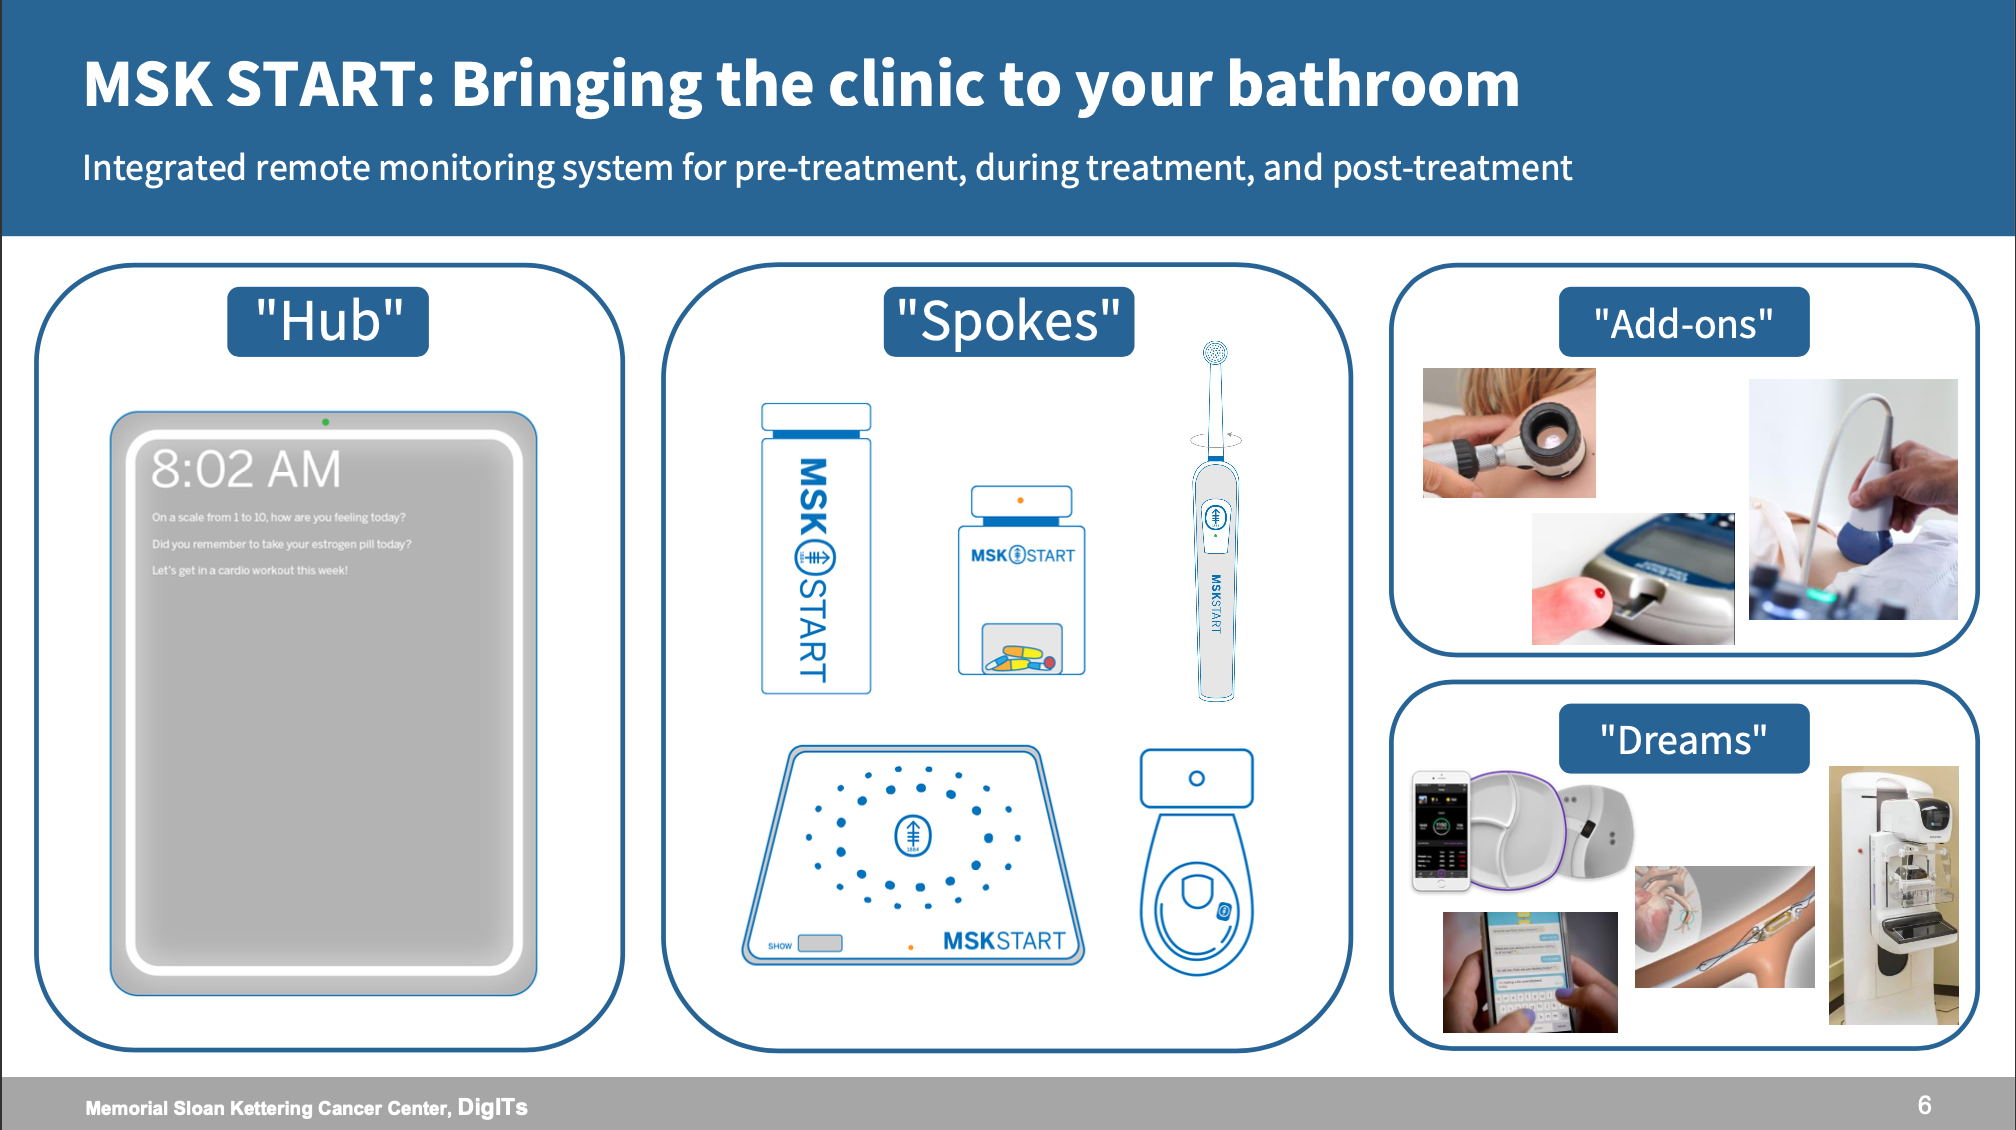 MSK START: Bringing the clinic to your bathroom
Integrated remote monitoring system for pre-treatment, during treatment, and post-treatment
"Hub"
8:02 AM
On a scale from 1 to 10, how are you feeling today?
Did you remember to take your estrogen pill today?
Let's get in a cardio workout this week!
"Spokes"
MSK START
MSK START
MSKSTART
1884
SHOW
MSKSTART
"Add-ons"
"Dreams"
Memorial Sloan Kettering Cancer Center, DigITs
6